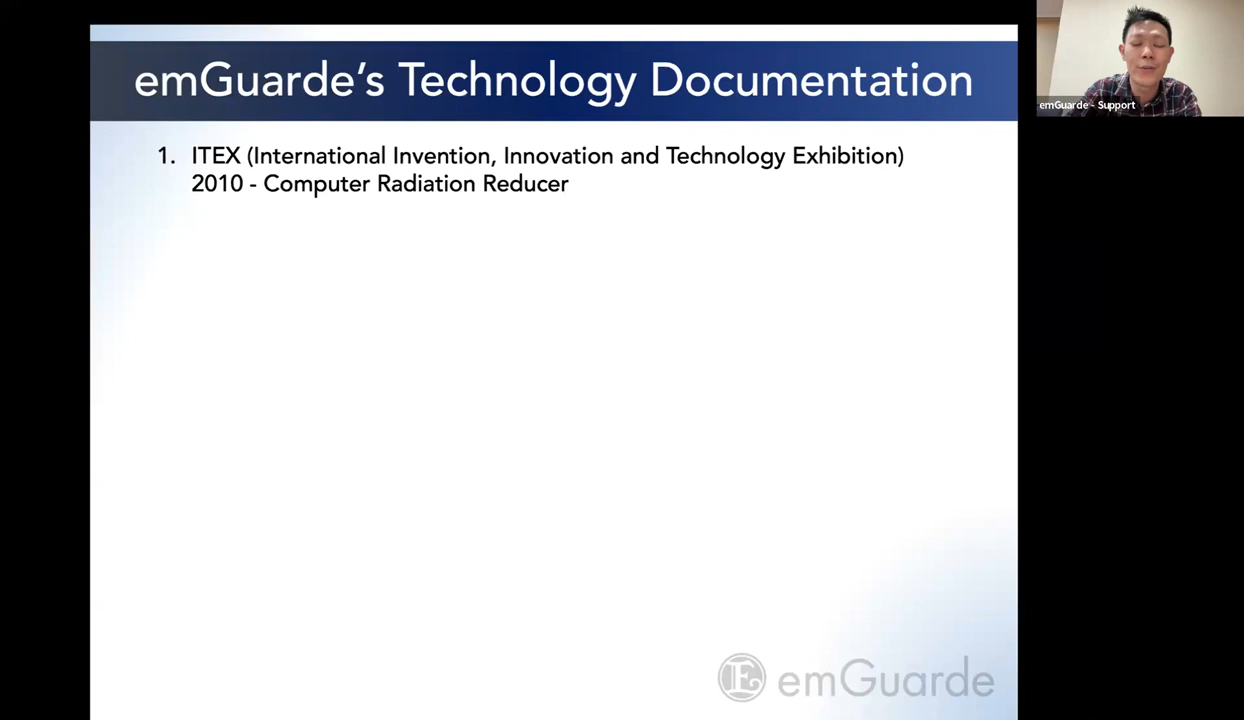 emGuarde's Technology Documentation
emGuarde - Support
1. ITEX (International Invention, Innovation and Technology Exhibition)
2010 - Computer Radiation Reducer
E emGuarde